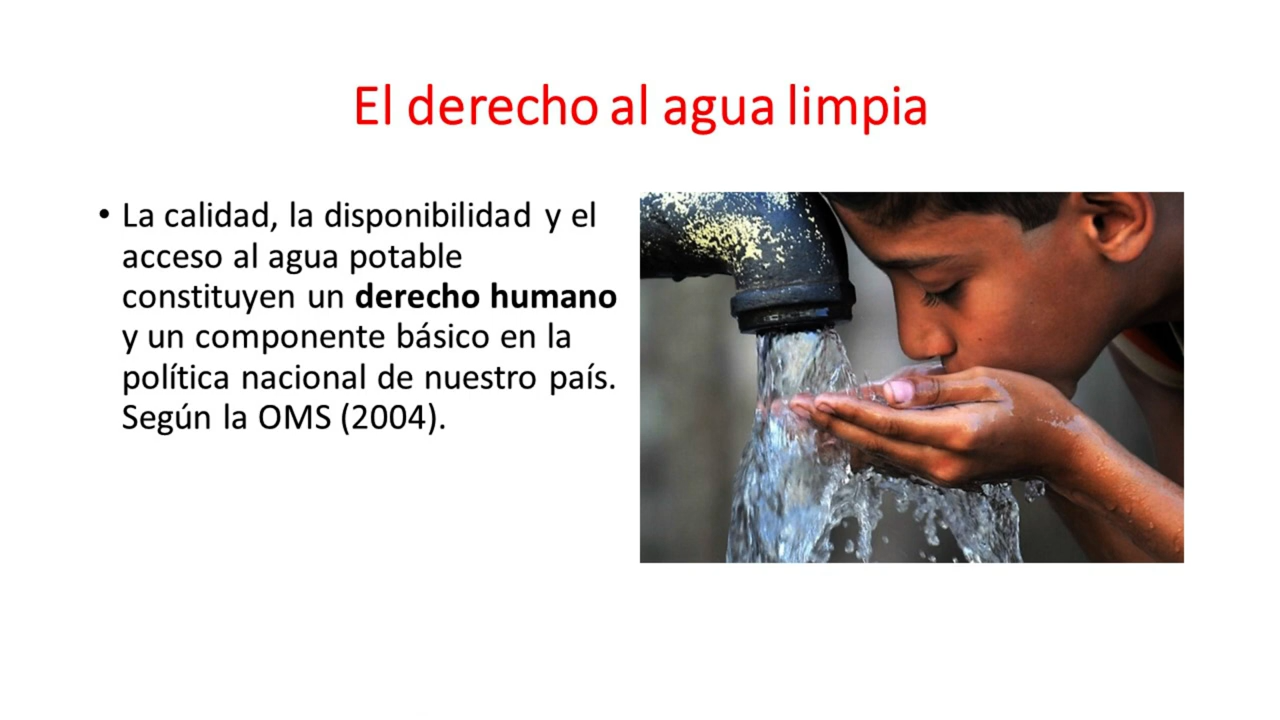 El derecho al agua limpia
• La calidad, la disponibilidad y el
acceso al agua potable
constituyen un derecho humano
y un componente básico en la
política nacional de nuestro país.
Según la OMS (2004).